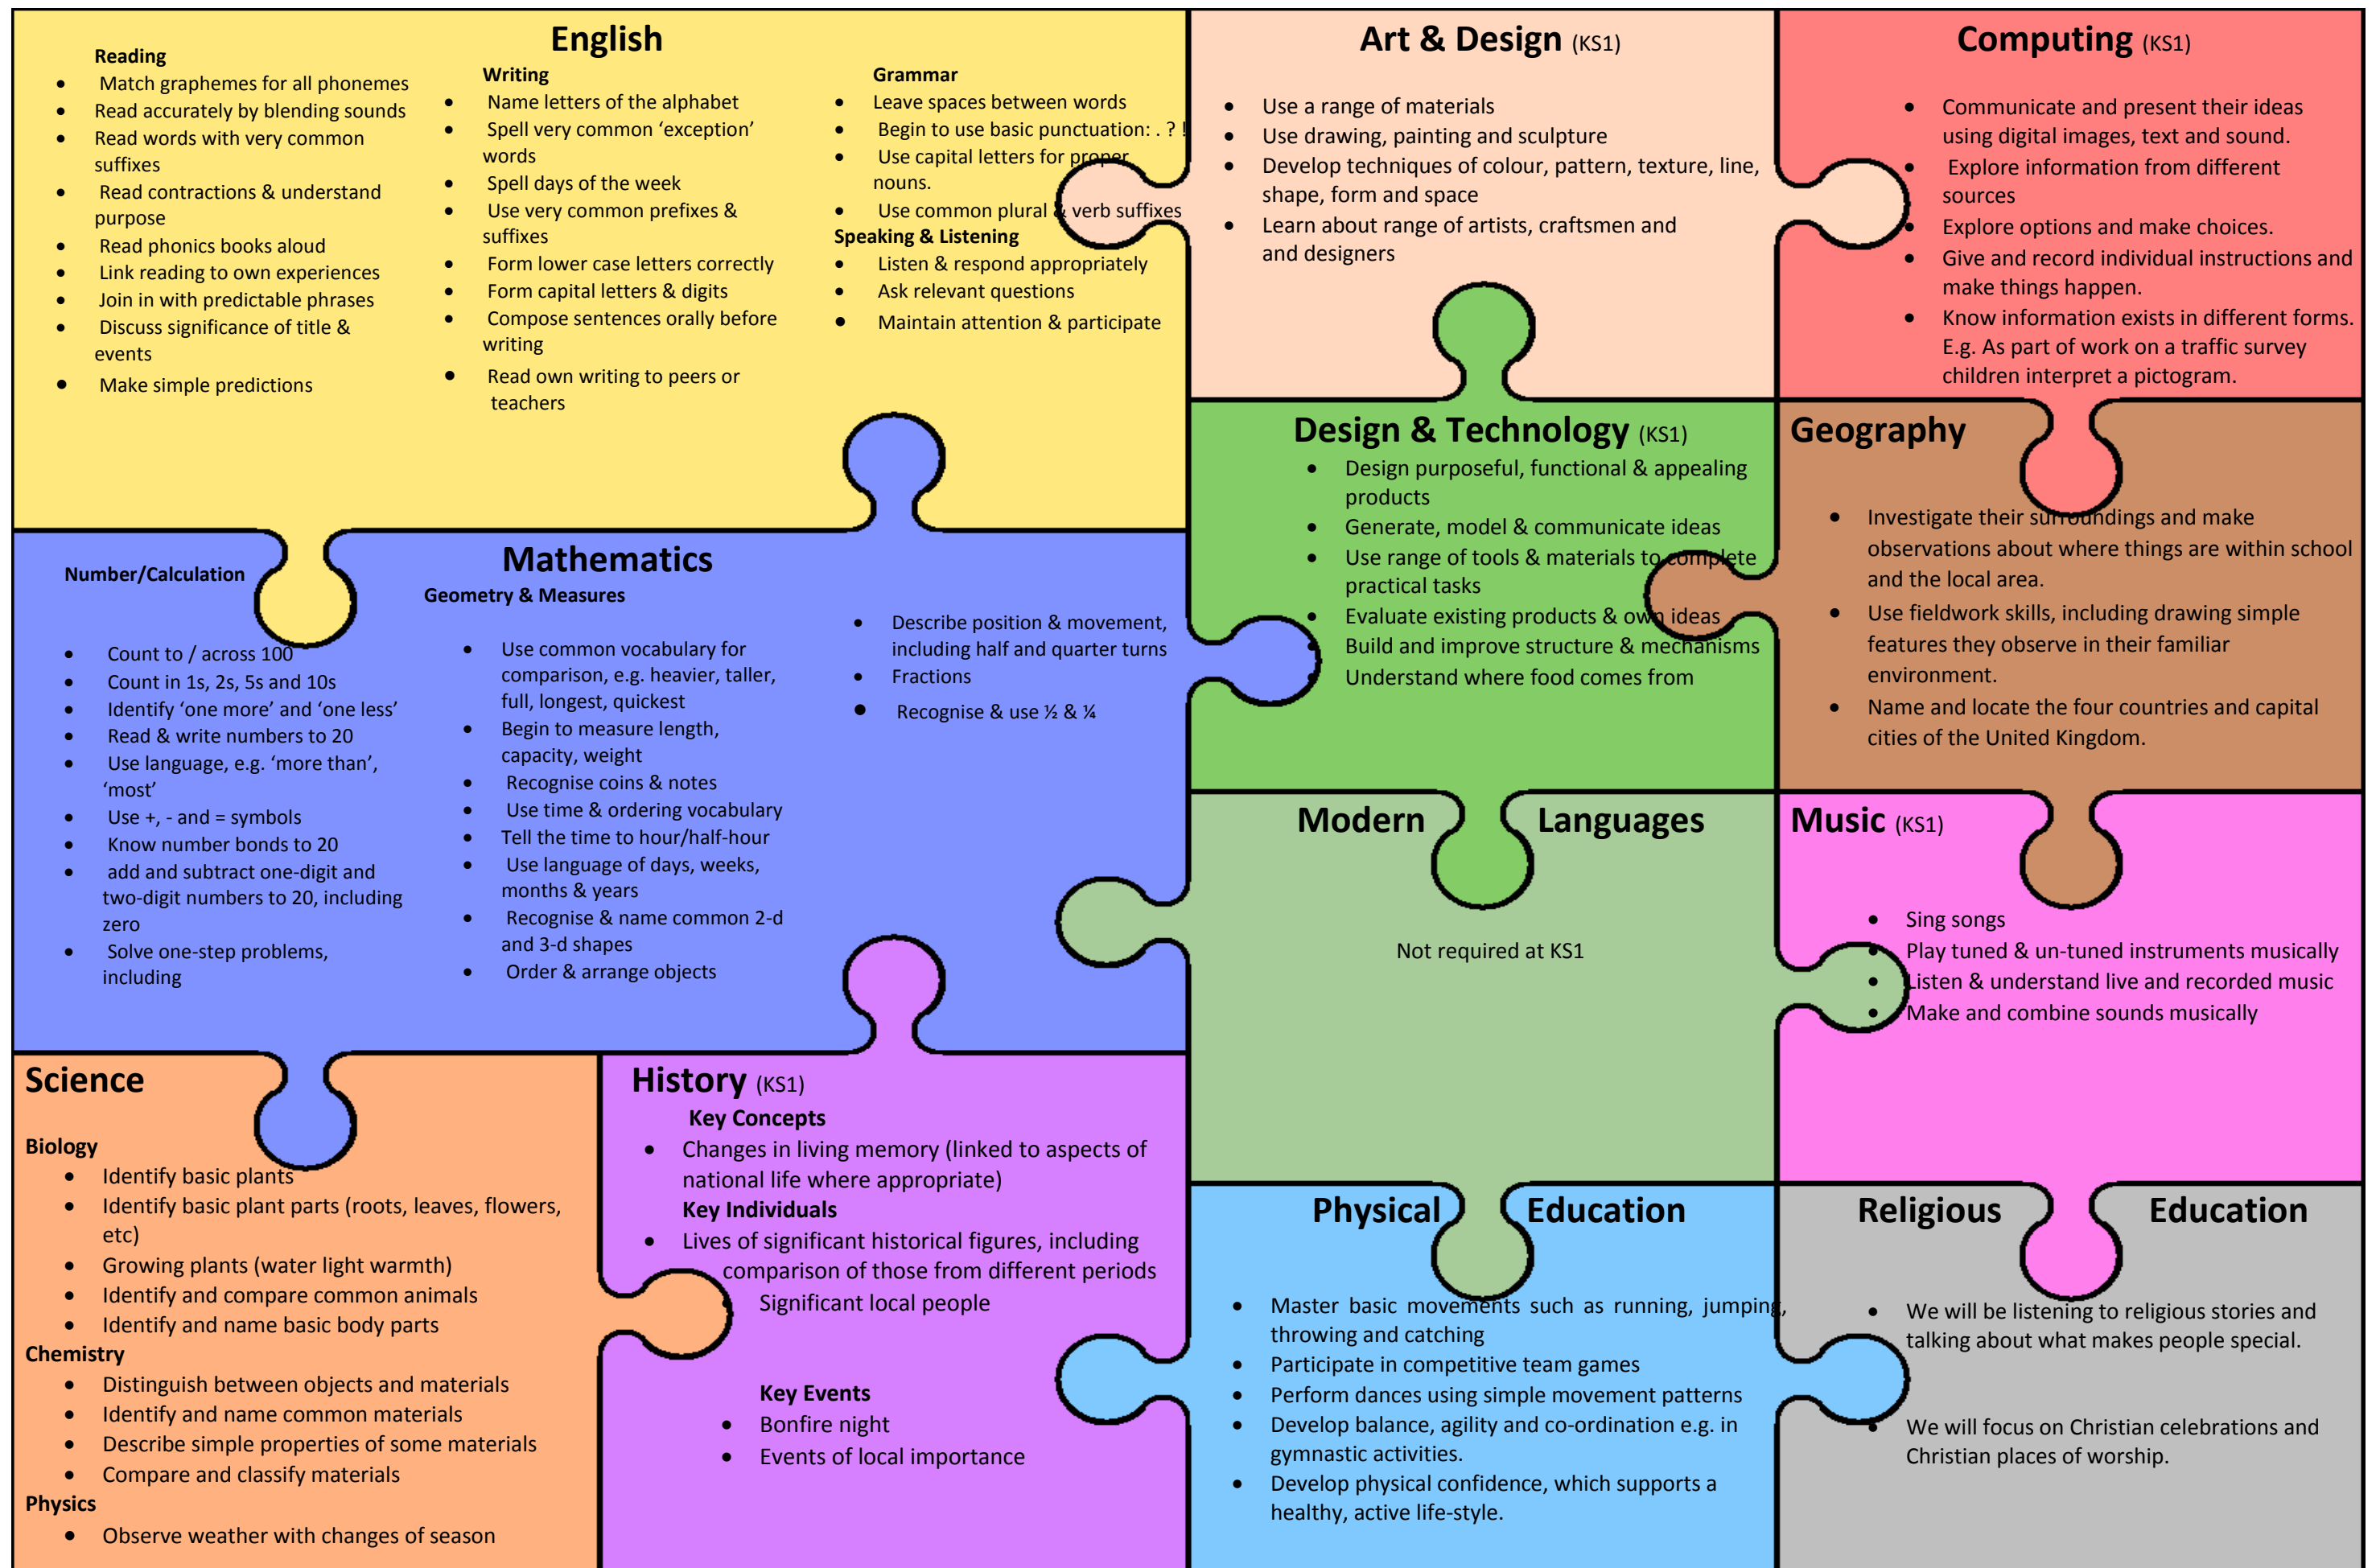 English
Reading
• Match graphemes for all phonemes
• Read accurately by blending sounds
• Read words with very common
suffixes
• Read contractions & understand
purpose
• Read phonics books aloud
• Link reading to own experiences
• Join in with predictable phrases
• Discuss significance of title &
events
• Make simple predictions
Writing
• Name letters of the alphabet
• Spell very common ‘exception’
words
• Spell days of the week
• Use very common prefixes &
suffixes
• Form lower case letters correctly
• Form capital letters & digits
• Compose sentences orally before
writing
• Read own writing to peers or
teachers
Grammar
• Leave spaces between words
• Begin to use basic punctuation: . ? !
• Use capital letters for proper
nouns.
• Use common plural & verb suffixes
Speaking & Listening
• Listen & respond appropriately
• Ask relevant questions
• Maintain attention & participate
Art & Design (KS1)
• Use a range of materials
• Use drawing, painting and sculpture
• Develop techniques of colour, pattern, texture, line,
shape, form and space
• Learn about range of artists, craftsmen and
and designers
Computing (KS1)
• Communicate and present their ideas
using digital images, text and sound.
• Explore information from different
sources
• Explore options and make choices.
• Give and record individual instructions and
make things happen.
• Know information exists in different forms.
E.g. As part of work on a traffic survey
children interpret a pictogram.
Mathematics
Number/Calculation
• Count to / across 100
• Count in 1s, 2s, 5s and 10s
• Identify ‘one more’ and ‘one less’
• Read & write numbers to 20
• Use language, e.g. ‘more than’,
‘most’
• Use +, - and = symbols
• Know number bonds to 20
• add and subtract one-digit and
two-digit numbers to 20, including
zero
• Solve one-step problems,
including
Geometry & Measures
• Use common vocabulary for
comparison, e.g. heavier, taller,
full, longest, quickest
• Begin to measure length,
capacity, weight
• Recognise coins & notes
• Use time & ordering vocabulary
• Tell the time to hour/half-hour
• Use language of days, weeks,
months & years
• Recognise & name common 2-d
and 3-d shapes
• Order & arrange objects
• Describe position & movement,
including half and quarter turns
• Fractions
• Recognise & use ½ & ¼
Design & Technology (KS1)
• Design purposeful, functional & appealing
products
• Generate, model & communicate ideas
• Use range of tools & materials to complete
practical tasks
• Evaluate existing products & own ideas
• Build and improve structure & mechanisms
• Understand where food comes from
Geography
• Investigate their surroundings and make
observations about where things are within school
and the local area.
• Use fieldwork skills, including drawing simple
features they observe in their familiar
environment.
• Name and locate the four countries and capital
cities of the United Kingdom.
Modern Languages
Not required at KS1
Music (KS1)
• Sing songs
• Play tuned & un-tuned instruments musically
• Listen & understand live and recorded music
• Make and combine sounds musically
Science
Biology
• Identify basic plants
• Identify basic plant parts (roots, leaves, flowers,
etc)
• Growing plants (water light warmth)
• Identify and compare common animals
• Identify and name basic body parts
Chemistry
• Distinguish between objects and materials
• Identify and name common materials
• Describe simple properties of some materials
• Compare and classify materials
Physics
• Observe weather with changes of season
History (KS1)
Key Concepts
• Changes in living memory (linked to aspects of
national life where appropriate)
Key Individuals
• Lives of significant historical figures, including
comparison of those from different periods
• Significant local people
Key Events
• Bonfire night
• Events of local importance
Physical Education
• Master basic movements such as running, jumping,
throwing and catching
• Participate in competitive team games
• Perform dances using simple movement patterns
• Develop balance, agility and co-ordination e.g. in
gymnastic activities.
• Develop physical confidence, which supports a
healthy, active life-style.
Religious Education
• We will be listening to religious stories and
talking about what makes people special.
• We will focus on Christian celebrations and
Christian places of worship.